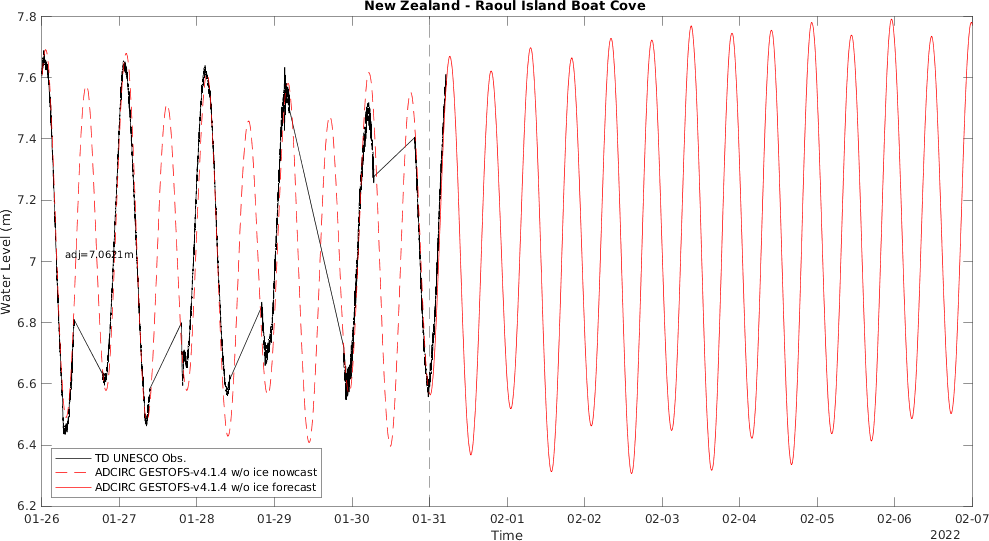 New Zealand - Raoul Island Boat Cove
7.8
7.6
7.4
7.2
7
6.8
6.6
6.4
6.2
Water Level (m)
adj=7.0621m
TD UNESCO Obs.
ADCIRC GESTOFS-v4.1.4 w/o ice nowcast
ADCIRC GESTOFS-v4.1.4 w/o ice forecast
01-26 01-27 01-28 01-29 01-30 01-31 02-01 02-02 02-03 02-04 02-05 02-06 02-07
Time
2022